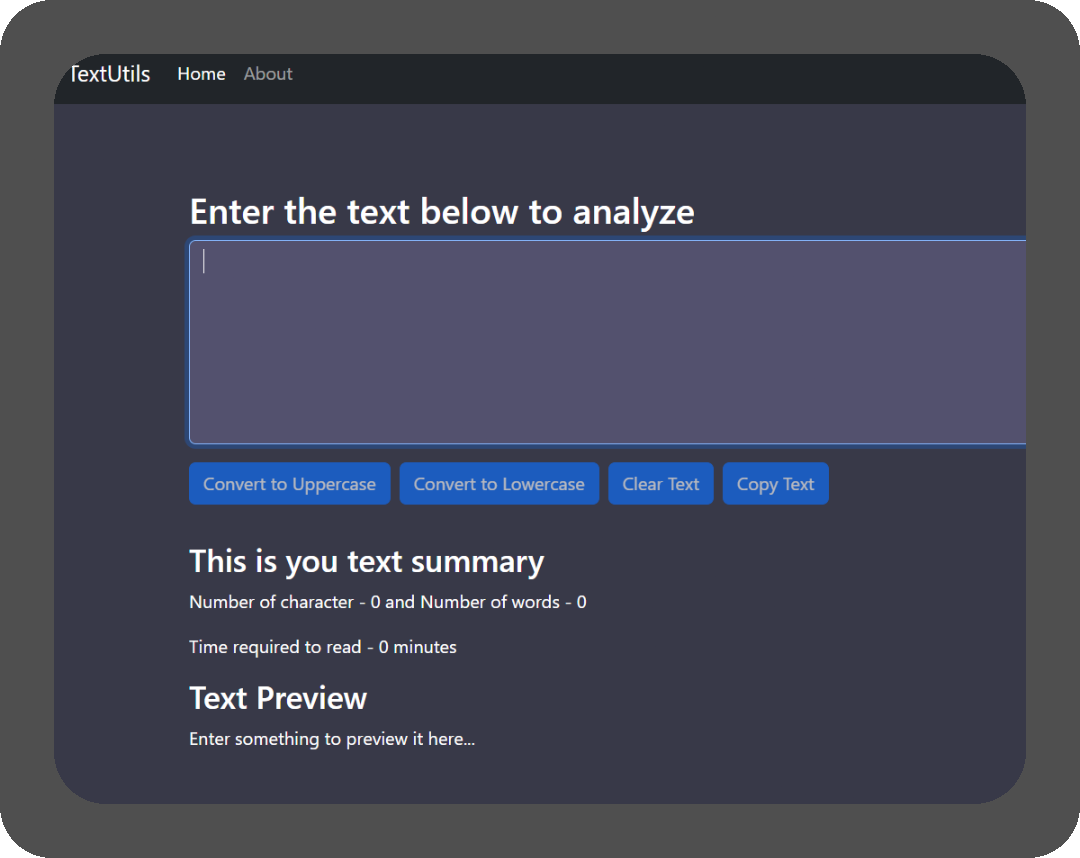 TextUtils Home About
Enter the text below to analyze
Convert to Uppercase Convert to Lowercase Clear Text Copy Text
This is you text summary
Number of character - 0 and Number of words - 0
Time required to read - 0 minutes
Text Preview
Enter something to preview it here...